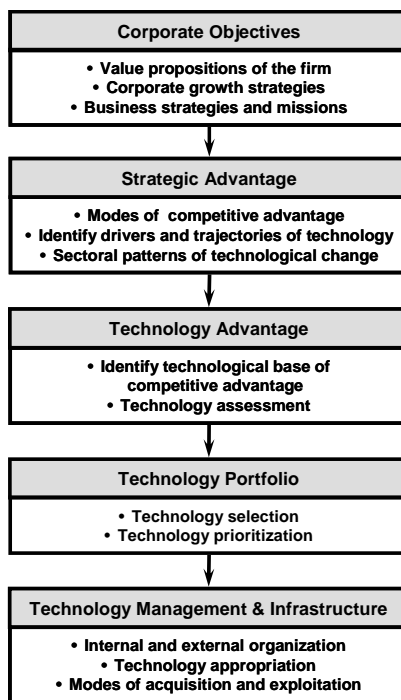 Corporate Objectives
• Value propositions of the firm
• Corporate growth strategies
• Business strategies and missions
Strategic Advantage
• Modes of competitive advantage
• Identify drivers and trajectories of technology
• Sectoral patterns of technological change
Technology Advantage
• Identify technological base of
competitive advantage
• Technology assessment
Technology Portfolio
• Technology selection
• Technology prioritization
Technology Management & Infrastructure
• Internal and external organization
• Technology appropriation
• Modes of acquisition and exploitation